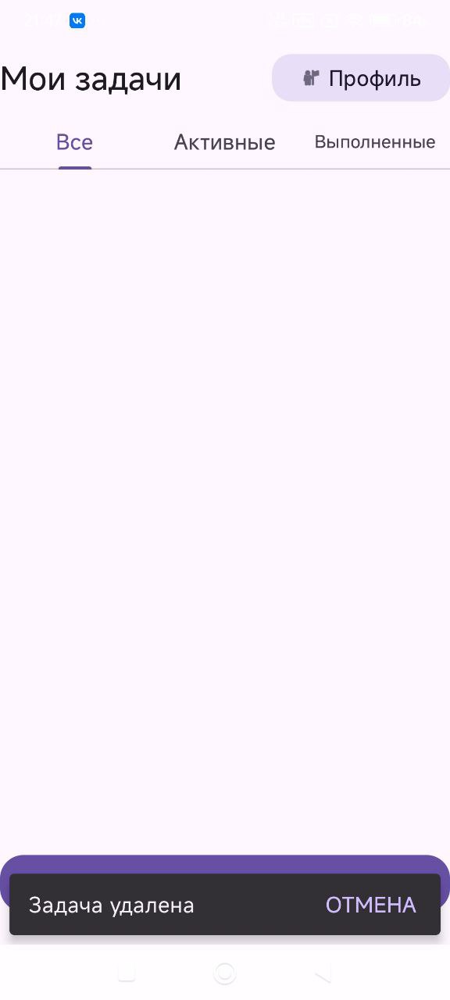 Мои задачи
Профиль
Все
Активные
Выполненные
Задача удалена
ОТМЕНА